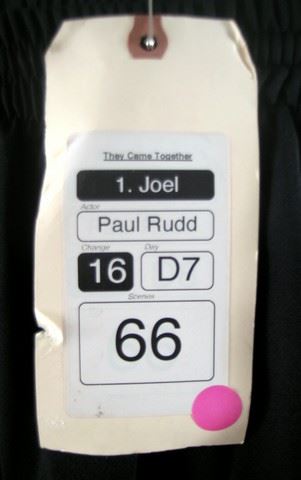 They Came Together
1. Joel
Actor
Paul Rudd
Change Day
16 D7
Scenes
66